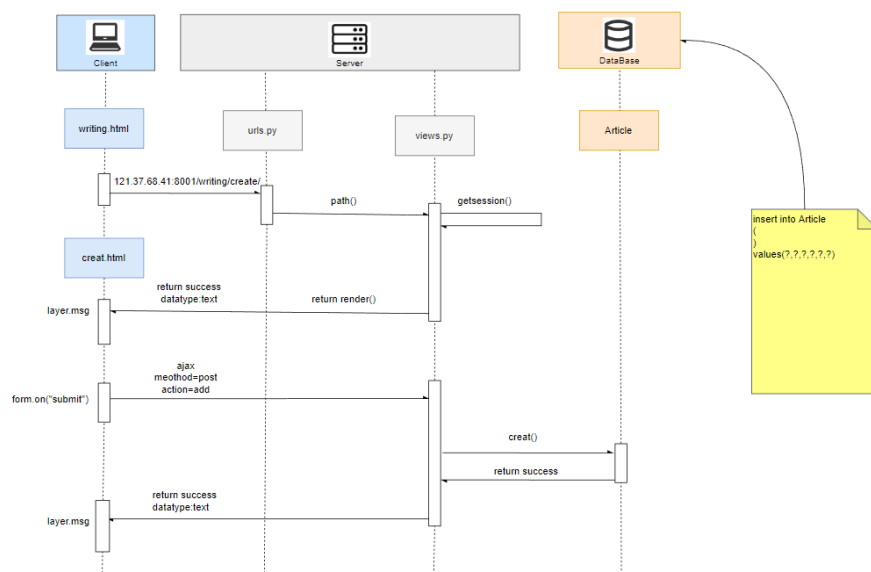 Client
Server
DataBase
writing.html
urls.py
views.py
Article
121.37.68.41:8001/writing/create/
path()
getsession()
insert into Article
(
)
values(?,?,?,?,?,?)
creat.html
return success
datatype:text
return render()
layer.msg
ajax
meothod=post
action=add
form.on("submit")
creat()
return success
return success
datatype:text
layer.msg